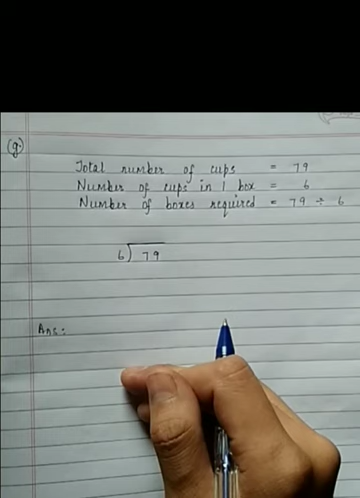 (g)
Total number of cups = 79
Number of cups in 1 box = 6
Number of boxes required = 79 ÷ 6
6)79
Ans: